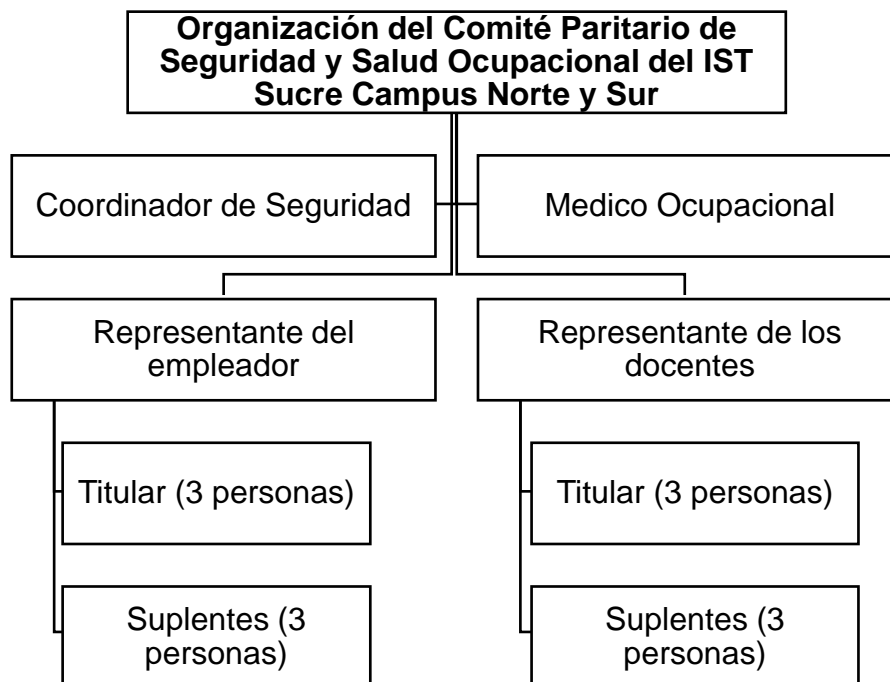 Organización del Comité Paritario de
Seguridad y Salud Ocupacional del IST
Sucre Campus Norte y Sur
Coordinador de Seguridad
Medico Ocupacional
Representante del
empleador
Representante de los
docentes
Titular (3 personas)
Titular (3 personas)
Suplentes (3
personas)
Suplentes (3
personas)